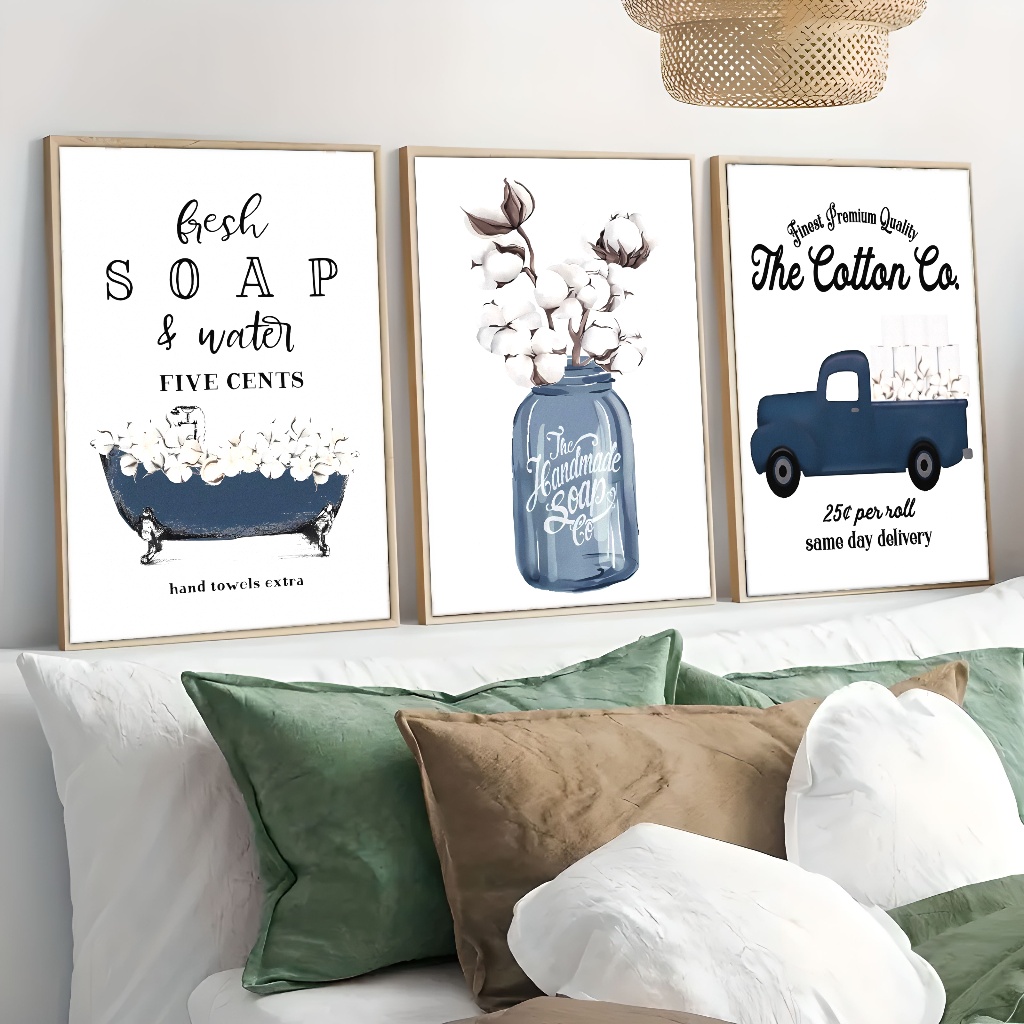 fresh
SOAP
& water
FIVE CENTS
hand towels extra
The
Handmade
Soap
Co
Finest Premium Quality
The Cotton Co.
25¢ per roll
same day delivery